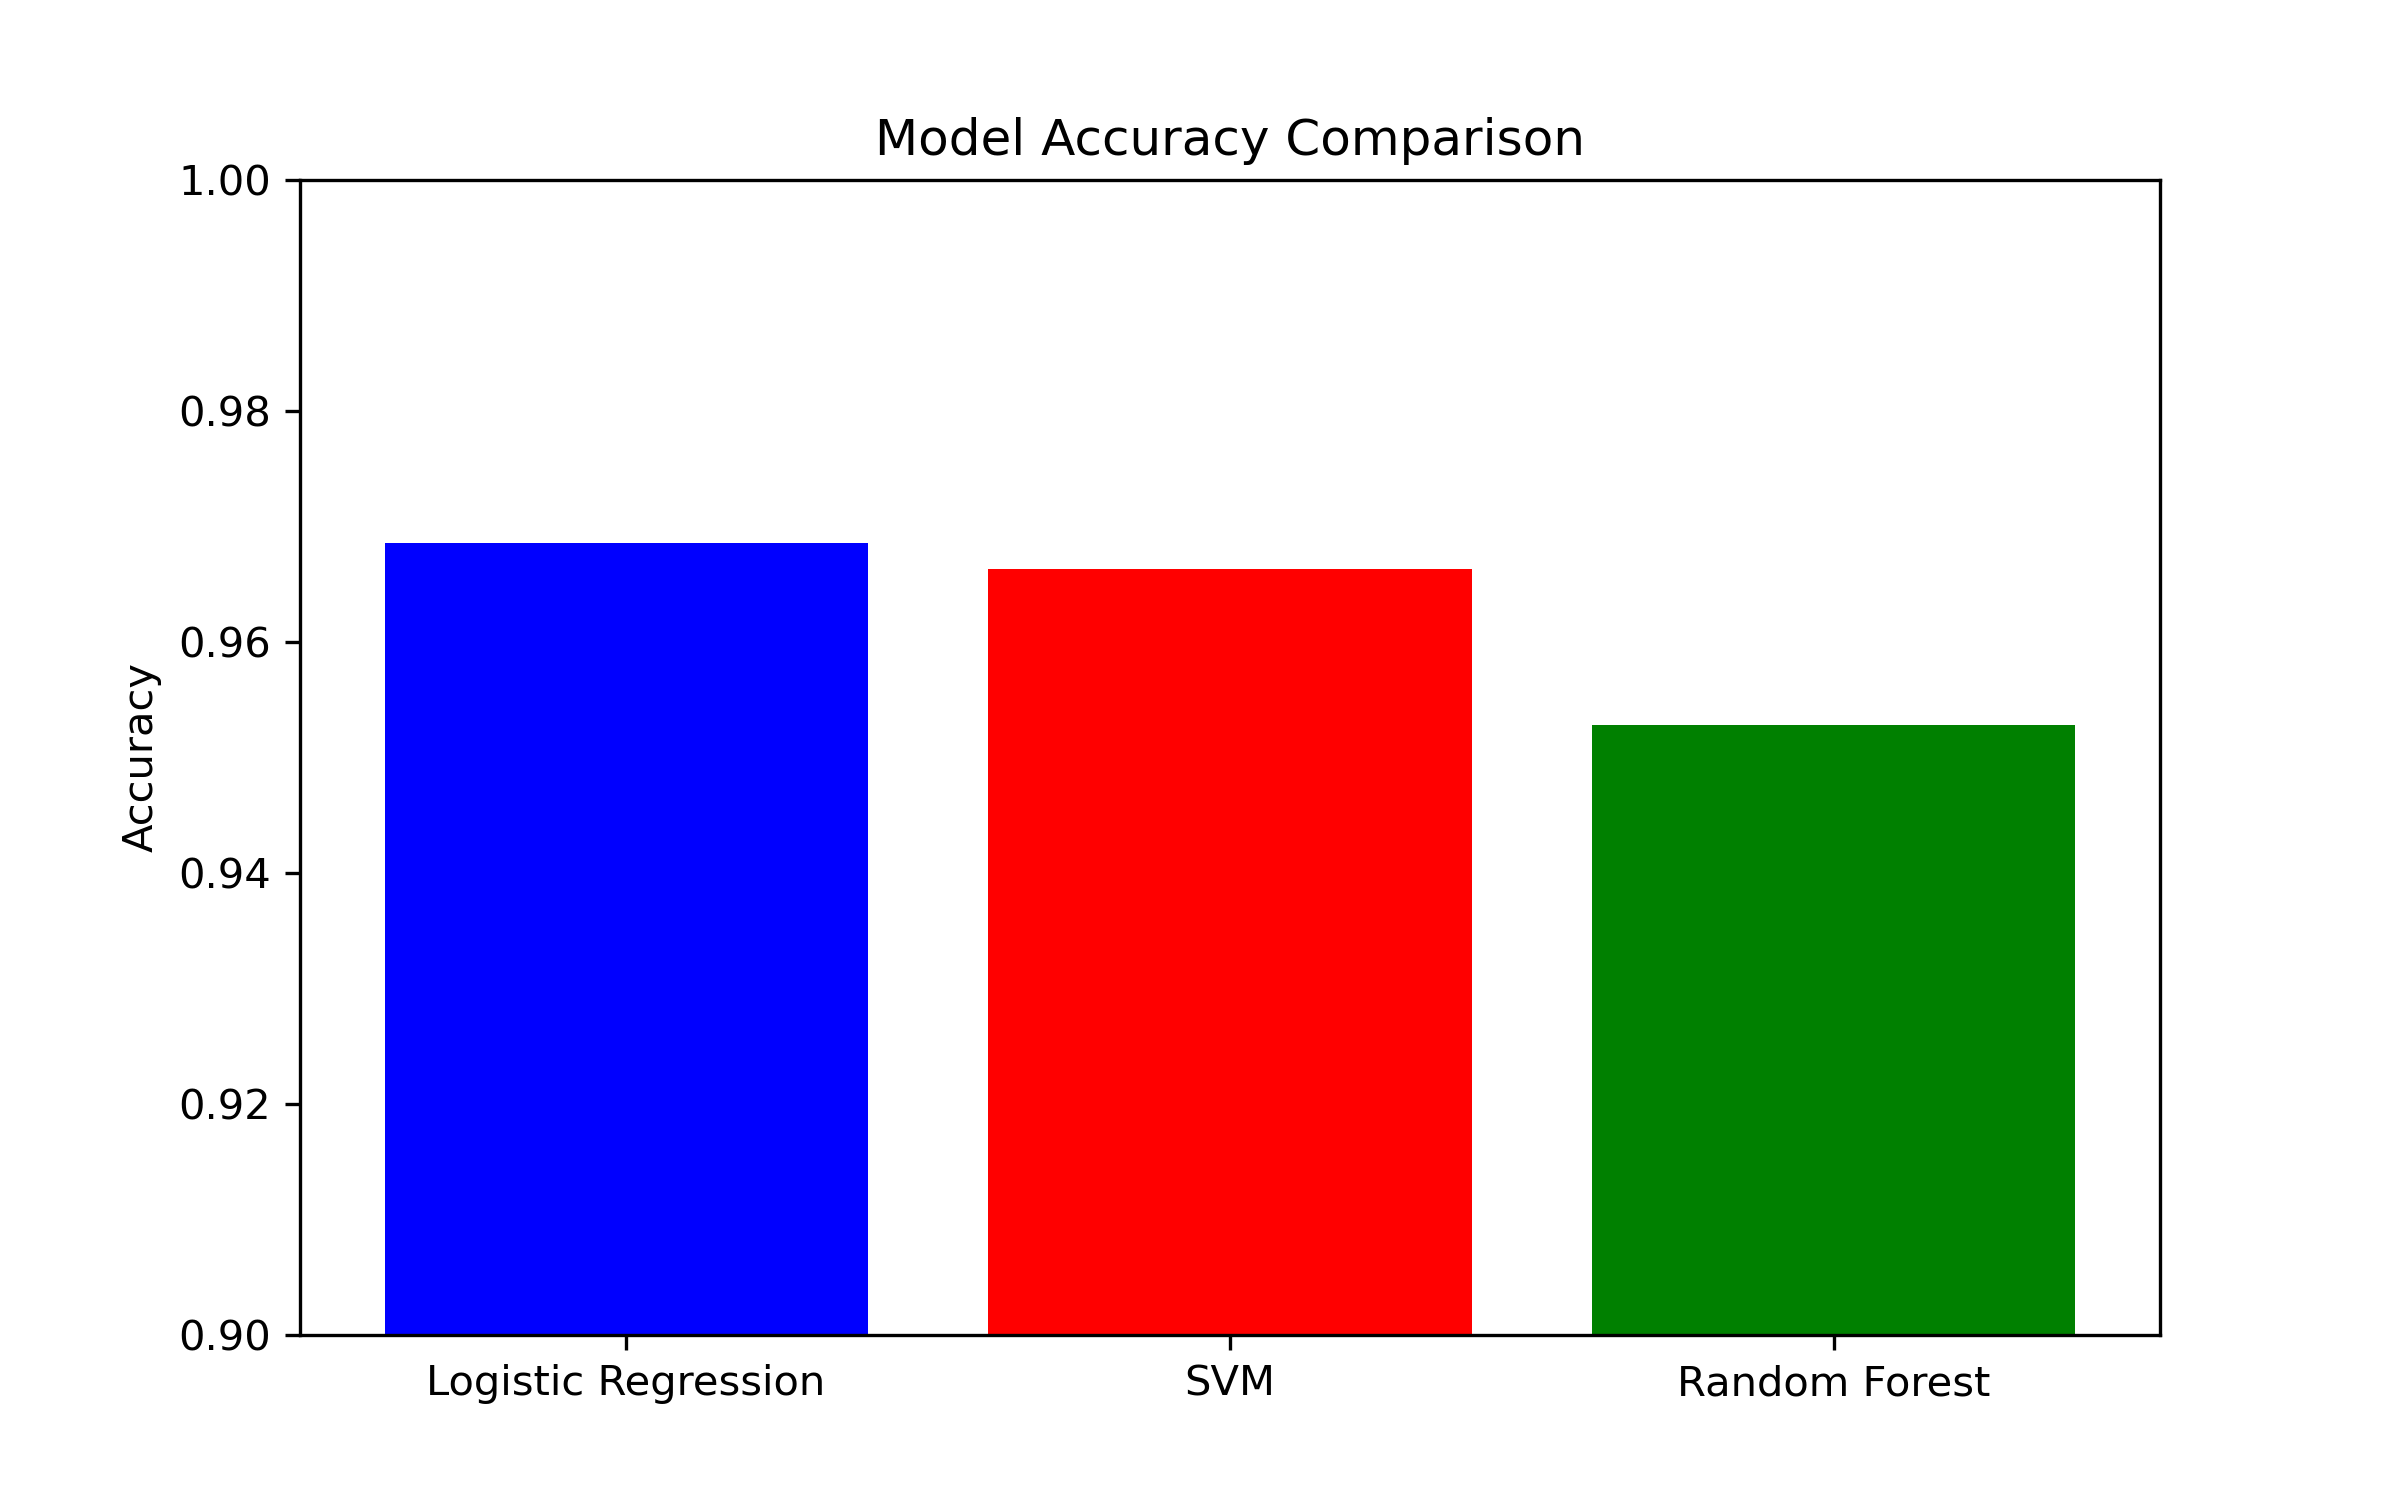 Model Accuracy Comparison
1.00
0.98
0.96
0.94
0.92
0.90
Accuracy
Logistic Regression
SVM
Random Forest